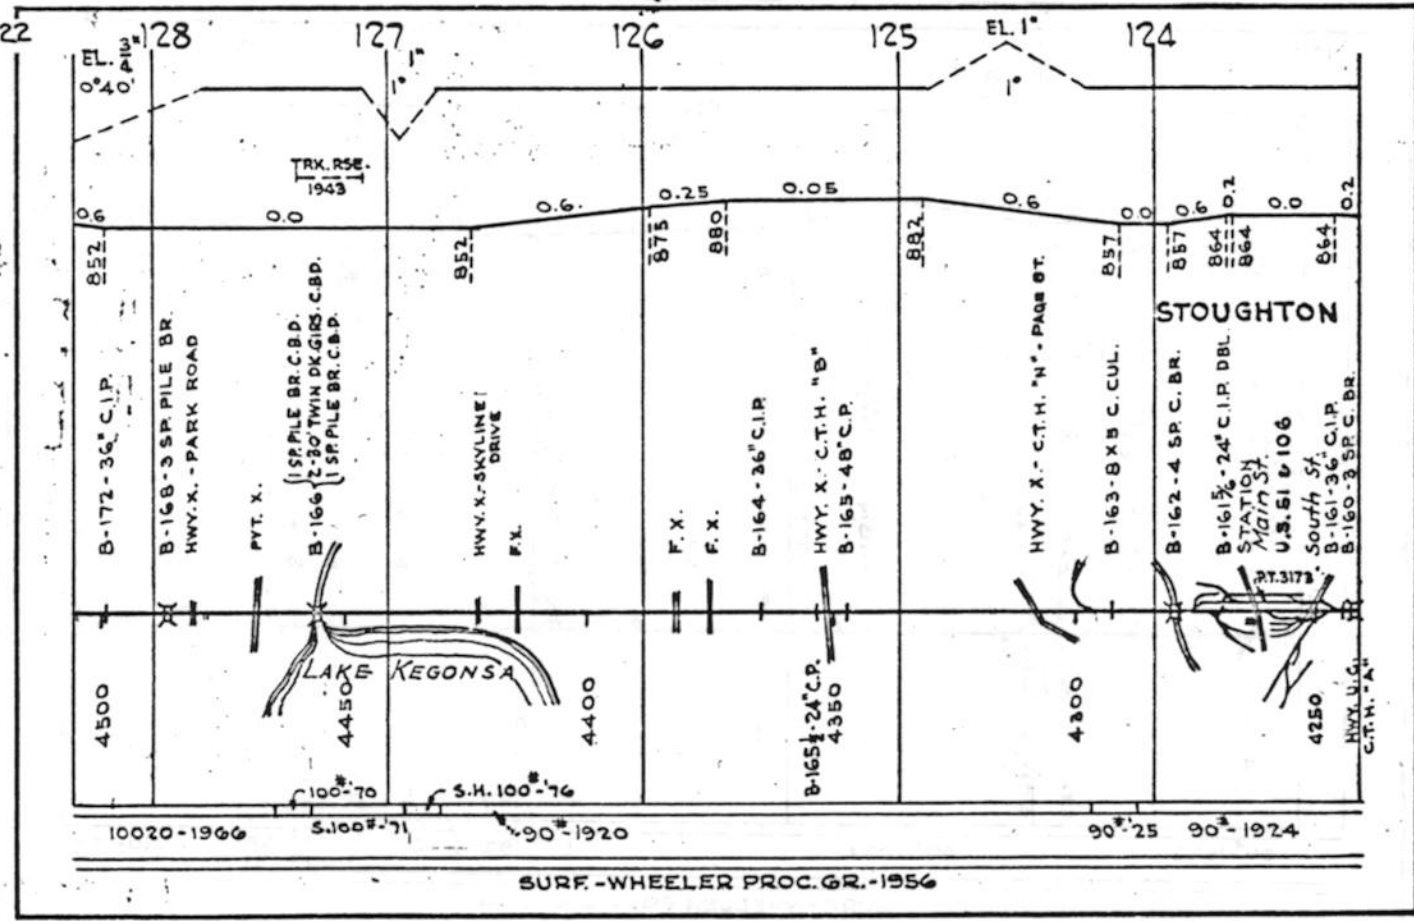 22
128
127
126
125
124
EL.
0°40'
1"
1°
EL. 1"
1°
TRK. RSE.
1943
0.6
0.0
0.6
0.25
0.05
0.6
0.0
0.6
0.2
0.0
0.2
852
852
875
880
882
857
857
864
864
864
STOUGHTON
B-172-36" C.I.P.
B-168-3 SP. PILE BR.
HWY. X. - PARK ROAD
PVT. X.
B-166
1 SP. PILE BR. C.B.D.
2-30' TWIN DK. GIRS. C.BD.
1 SP. PILE BR. C.B.D.
HWY. X.-SKYLINE
DRIVE
F.X.
F. X.
F. X.
B-164-36" C.I.P.
HWY. X.- C.T.H. "B"
B-165-48" C.P.
HWY. X.- C.T.H. "N" - PAGE ST.
B-163-8X5 C. CUL.
B-162-4 SP. C. BR.
B-161 5/6-24" C.I.P. DBL.
STATION
Main St.
U.S. 51 & 106
South St.
B-161-36" C.I.P.
B-160-3 SP. C. BR.
P.T. 3173'
LAKE KEGONSA
4500
4450
4400
B-165½-24" C.P.
4350
4300
4250
HWY. U.G.
C.T.H. "A"
100#-'70
S.H. 100#-'76
10020-1966
S.100#-'71
90#-1920
90#-'25
90#-1924
SURF.-WHEELER PROC. GR.-1956